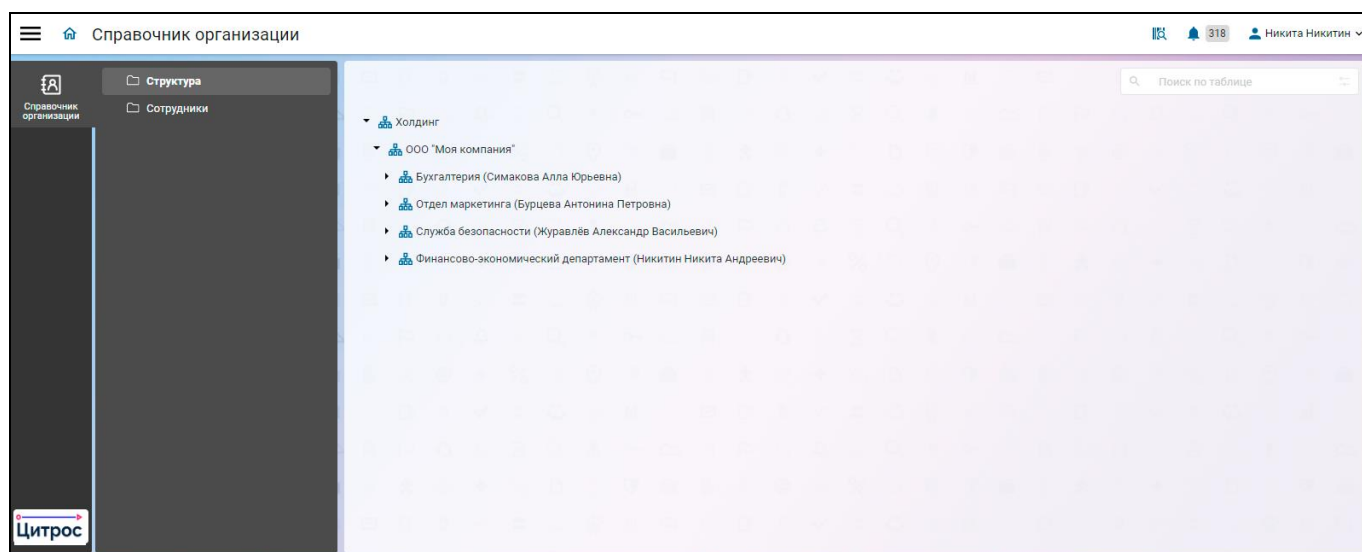 Справочник организации
318
Никита Никитин
Справочник
организации
Структура
Сотрудники
Поиск по таблице
Холдинг
ООО "Моя компания"
Бухгалтерия (Симакова Алла Юрьевна)
Отдел маркетинга (Бурцева Антонина Петровна)
Служба безопасности (Журавлёв Александр Васильевич)
Финансово-экономический департамент (Никитин Никита Андреевич)
Цитрос